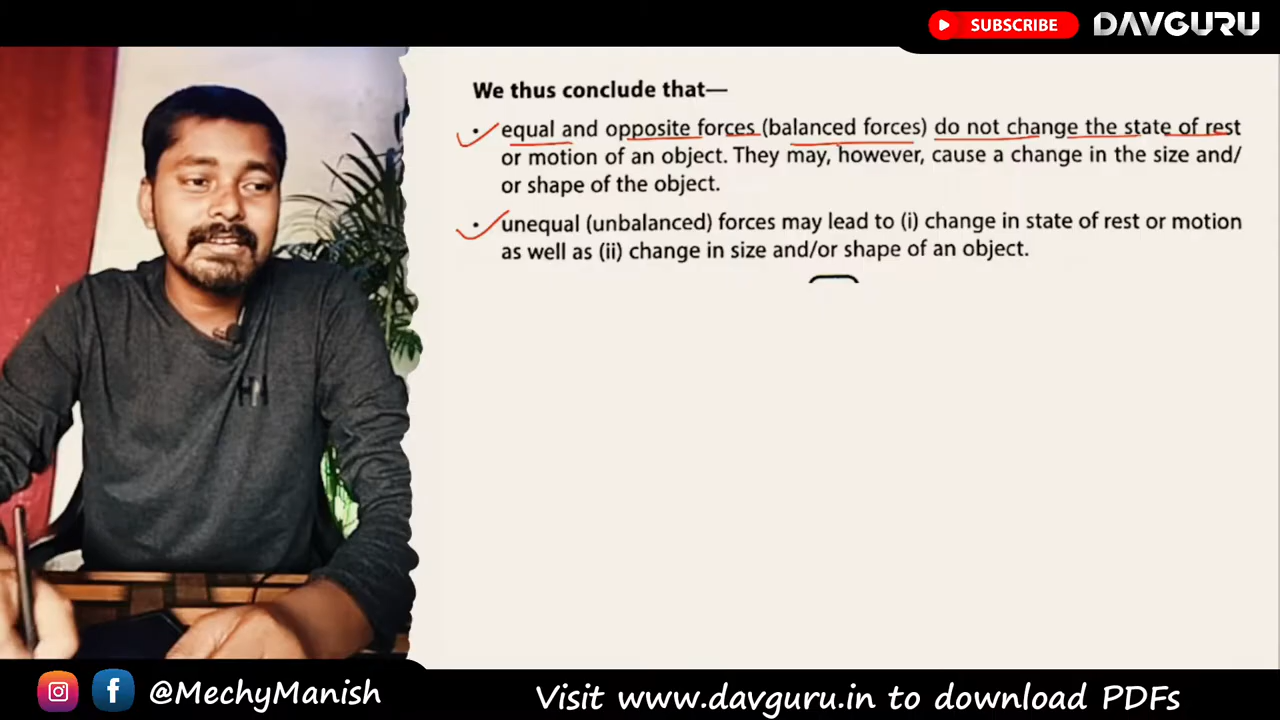 SUBSCRIBE DAVGURU
We thus conclude that—
• equal and opposite forces (balanced forces) do not change the state of rest
or motion of an object. They may, however, cause a change in the size and/
or shape of the object.
• unequal (unbalanced) forces may lead to (i) change in state of rest or motion
as well as (ii) change in size and/or shape of an object.
H
@MechyManish
Visit www.davguru.in to download PDFs